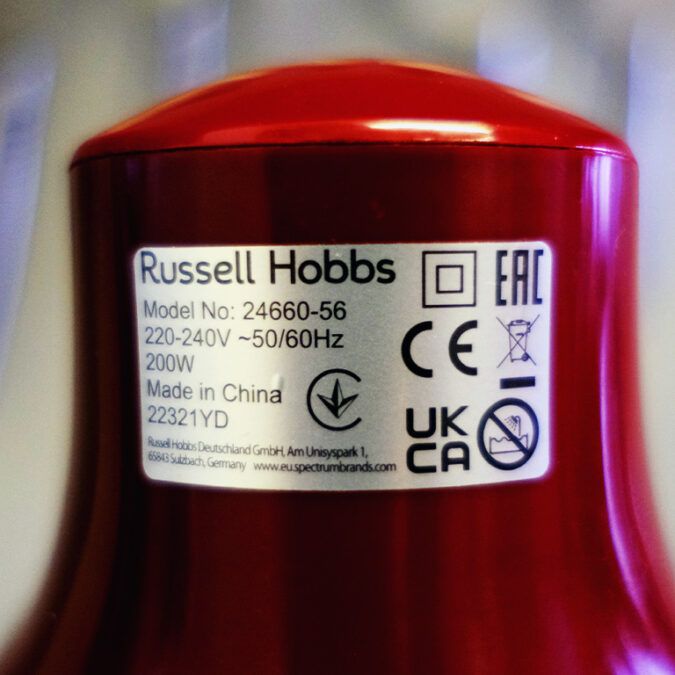 Russell Hobbs
Model No: 24660-56
220-240V ~50/60Hz
200W
Made in China
22321YD
Russell Hobbs Deutschland GmbH, Am Unisyspark 1,
65843 Sulzbach, Germany www.eu.spectrumbrands.com
EAC
CE
UK
CA